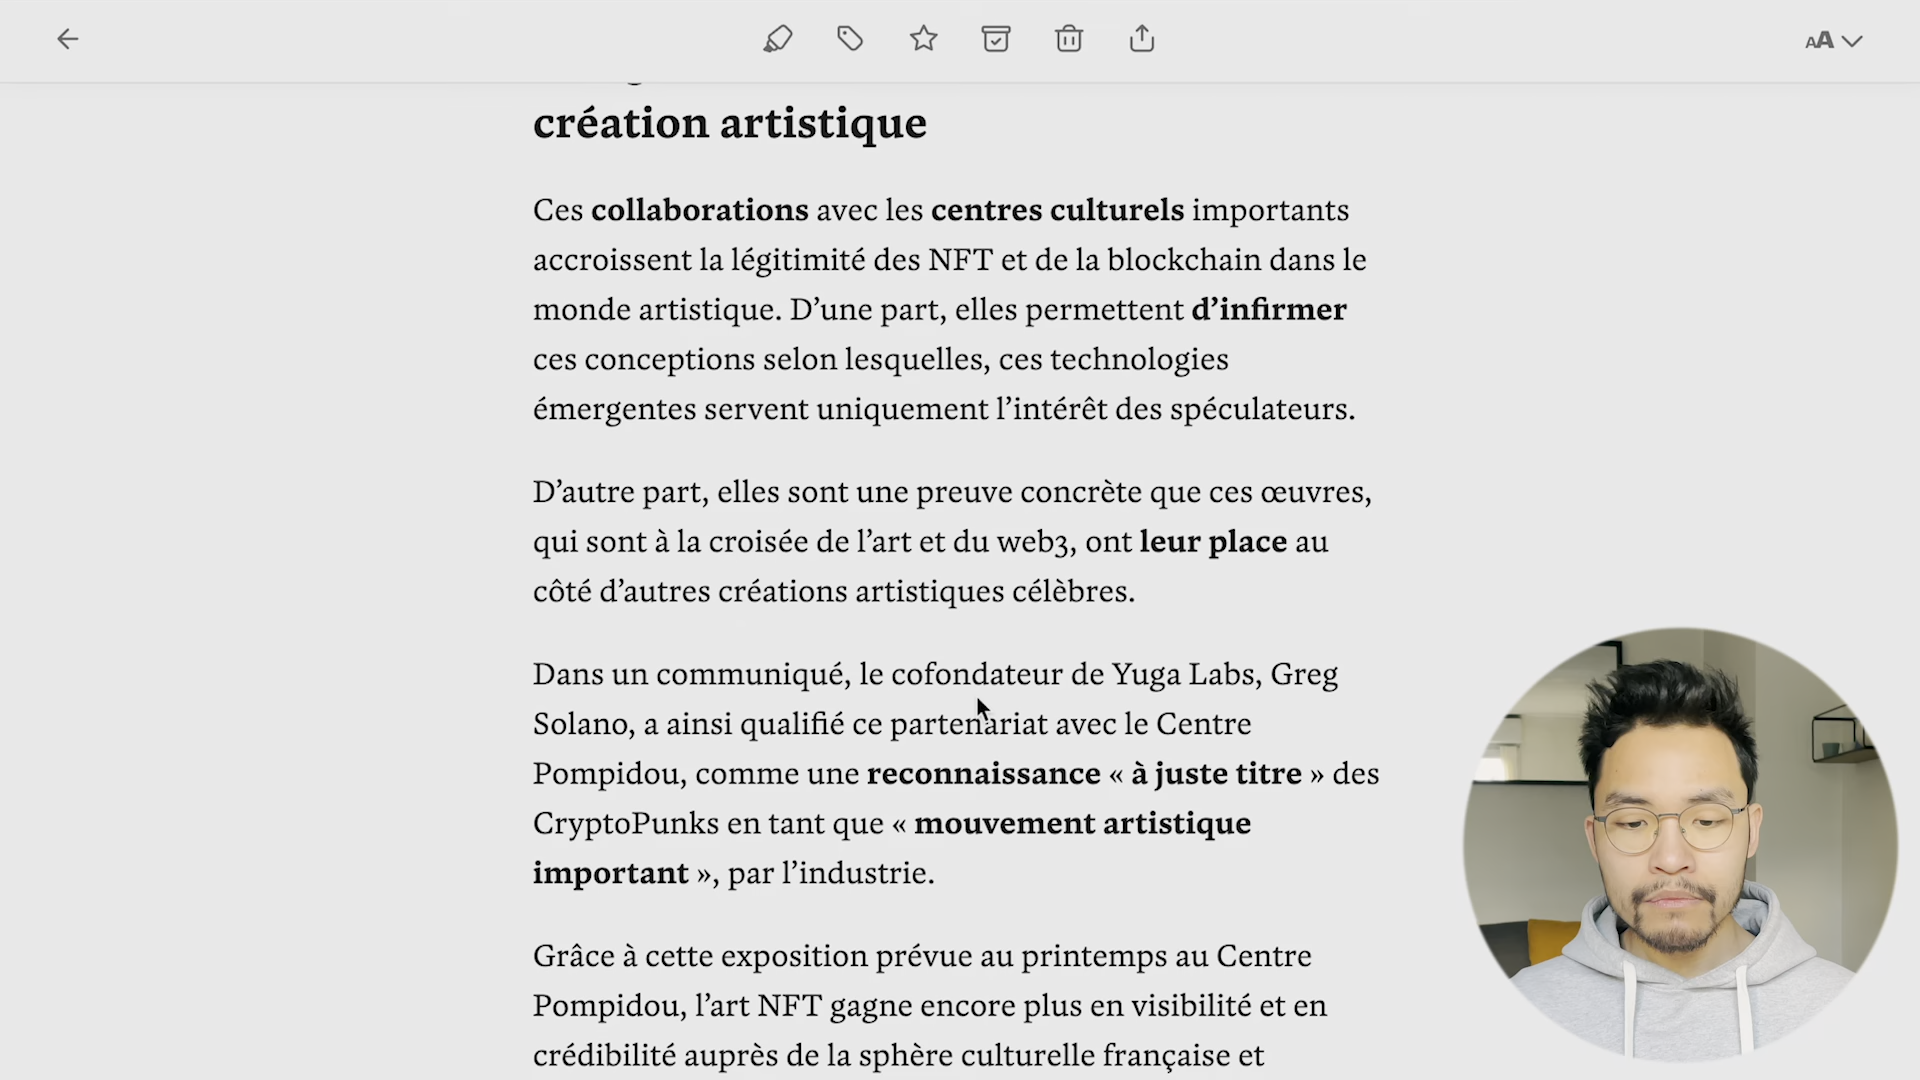 AA
création artistique
Ces collaborations avec les centres culturels importants
accroissent la légitimité des NFT et de la blockchain dans le
monde artistique. D’une part, elles permettent d’infirmer
ces conceptions selon lesquelles, ces technologies
émergentes servent uniquement l’intérêt des spéculateurs.
D’autre part, elles sont une preuve concrète que ces œuvres,
qui sont à la croisée de l’art et du web3, ont leur place au
côté d’autres créations artistiques célèbres.
Dans un communiqué, le cofondateur de Yuga Labs, Greg
Solano, a ainsi qualifié ce partenariat avec le Centre
Pompidou, comme une reconnaissance « à juste titre » des
CryptoPunks en tant que « mouvement artistique
important », par l’industrie.
Grâce à cette exposition prévue au printemps au Centre
Pompidou, l’art NFT gagne encore plus en visibilité et en
crédibilité auprès de la sphère culturelle française et